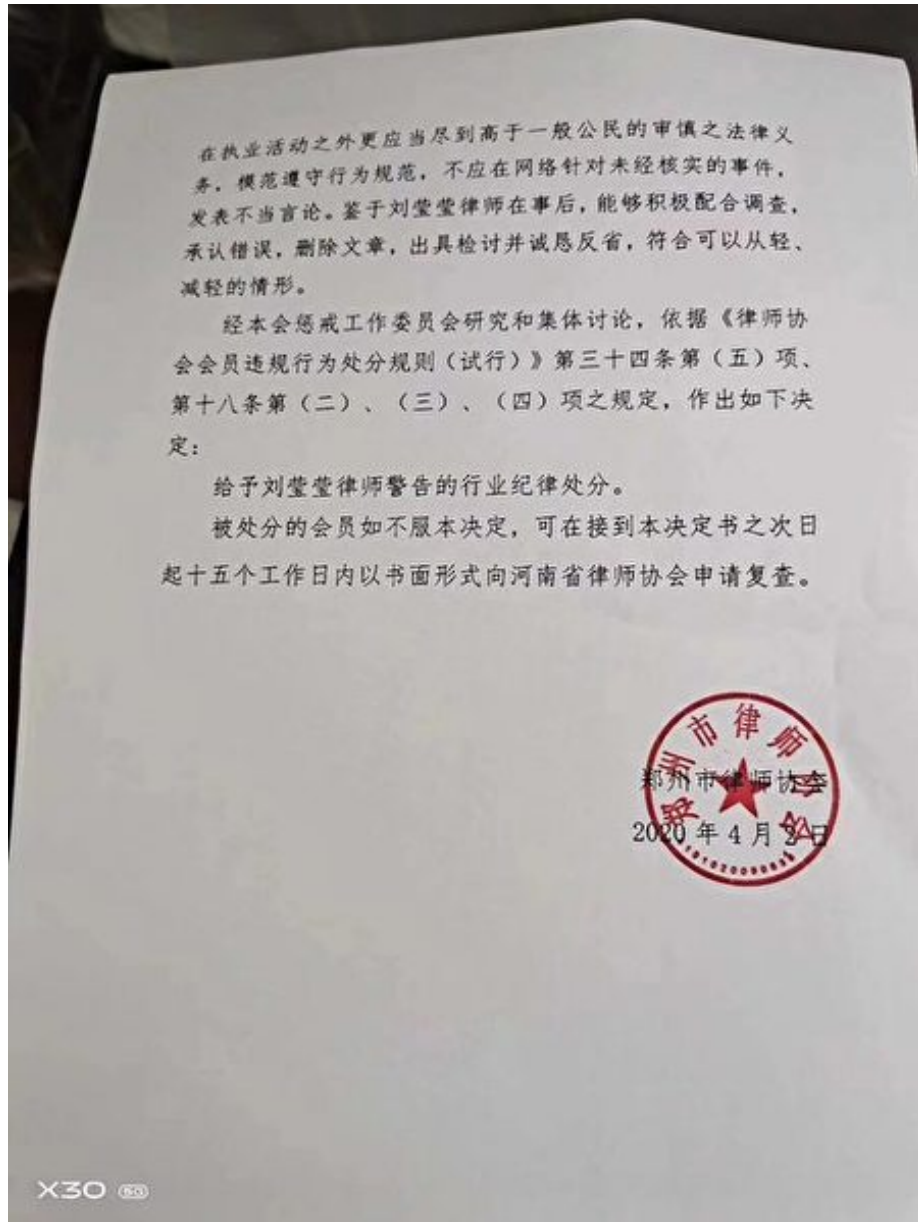 在执业活动之外更应当尽到高于一般公民的审慎之法律义
务，模范遵守行为规范，不应在网络针对未经核实的事件，
发表不当言论。鉴于刘莹莹律师在事后，能够积极配合调查，
承认错误，删除文章，出具检讨并诚恳反省，符合可以从轻、
减轻的情形。
经本会惩戒工作委员会研究和集体讨论，依据《律师协
会会员违规行为处分规则（试行）》第三十四条第（五）项、
第十八条第（二）、（三）、（四）项之规定，作出如下决
定：
给予刘莹莹律师警告的行业纪律处分。
被处分的会员如不服本决定，可在接到本决定书之次日
起十五个工作日内以书面形式向河南省律师协会申请复查。
郑州市律师协会
郑州市律师协会
2020 年 4 月 2 日
X30 5G